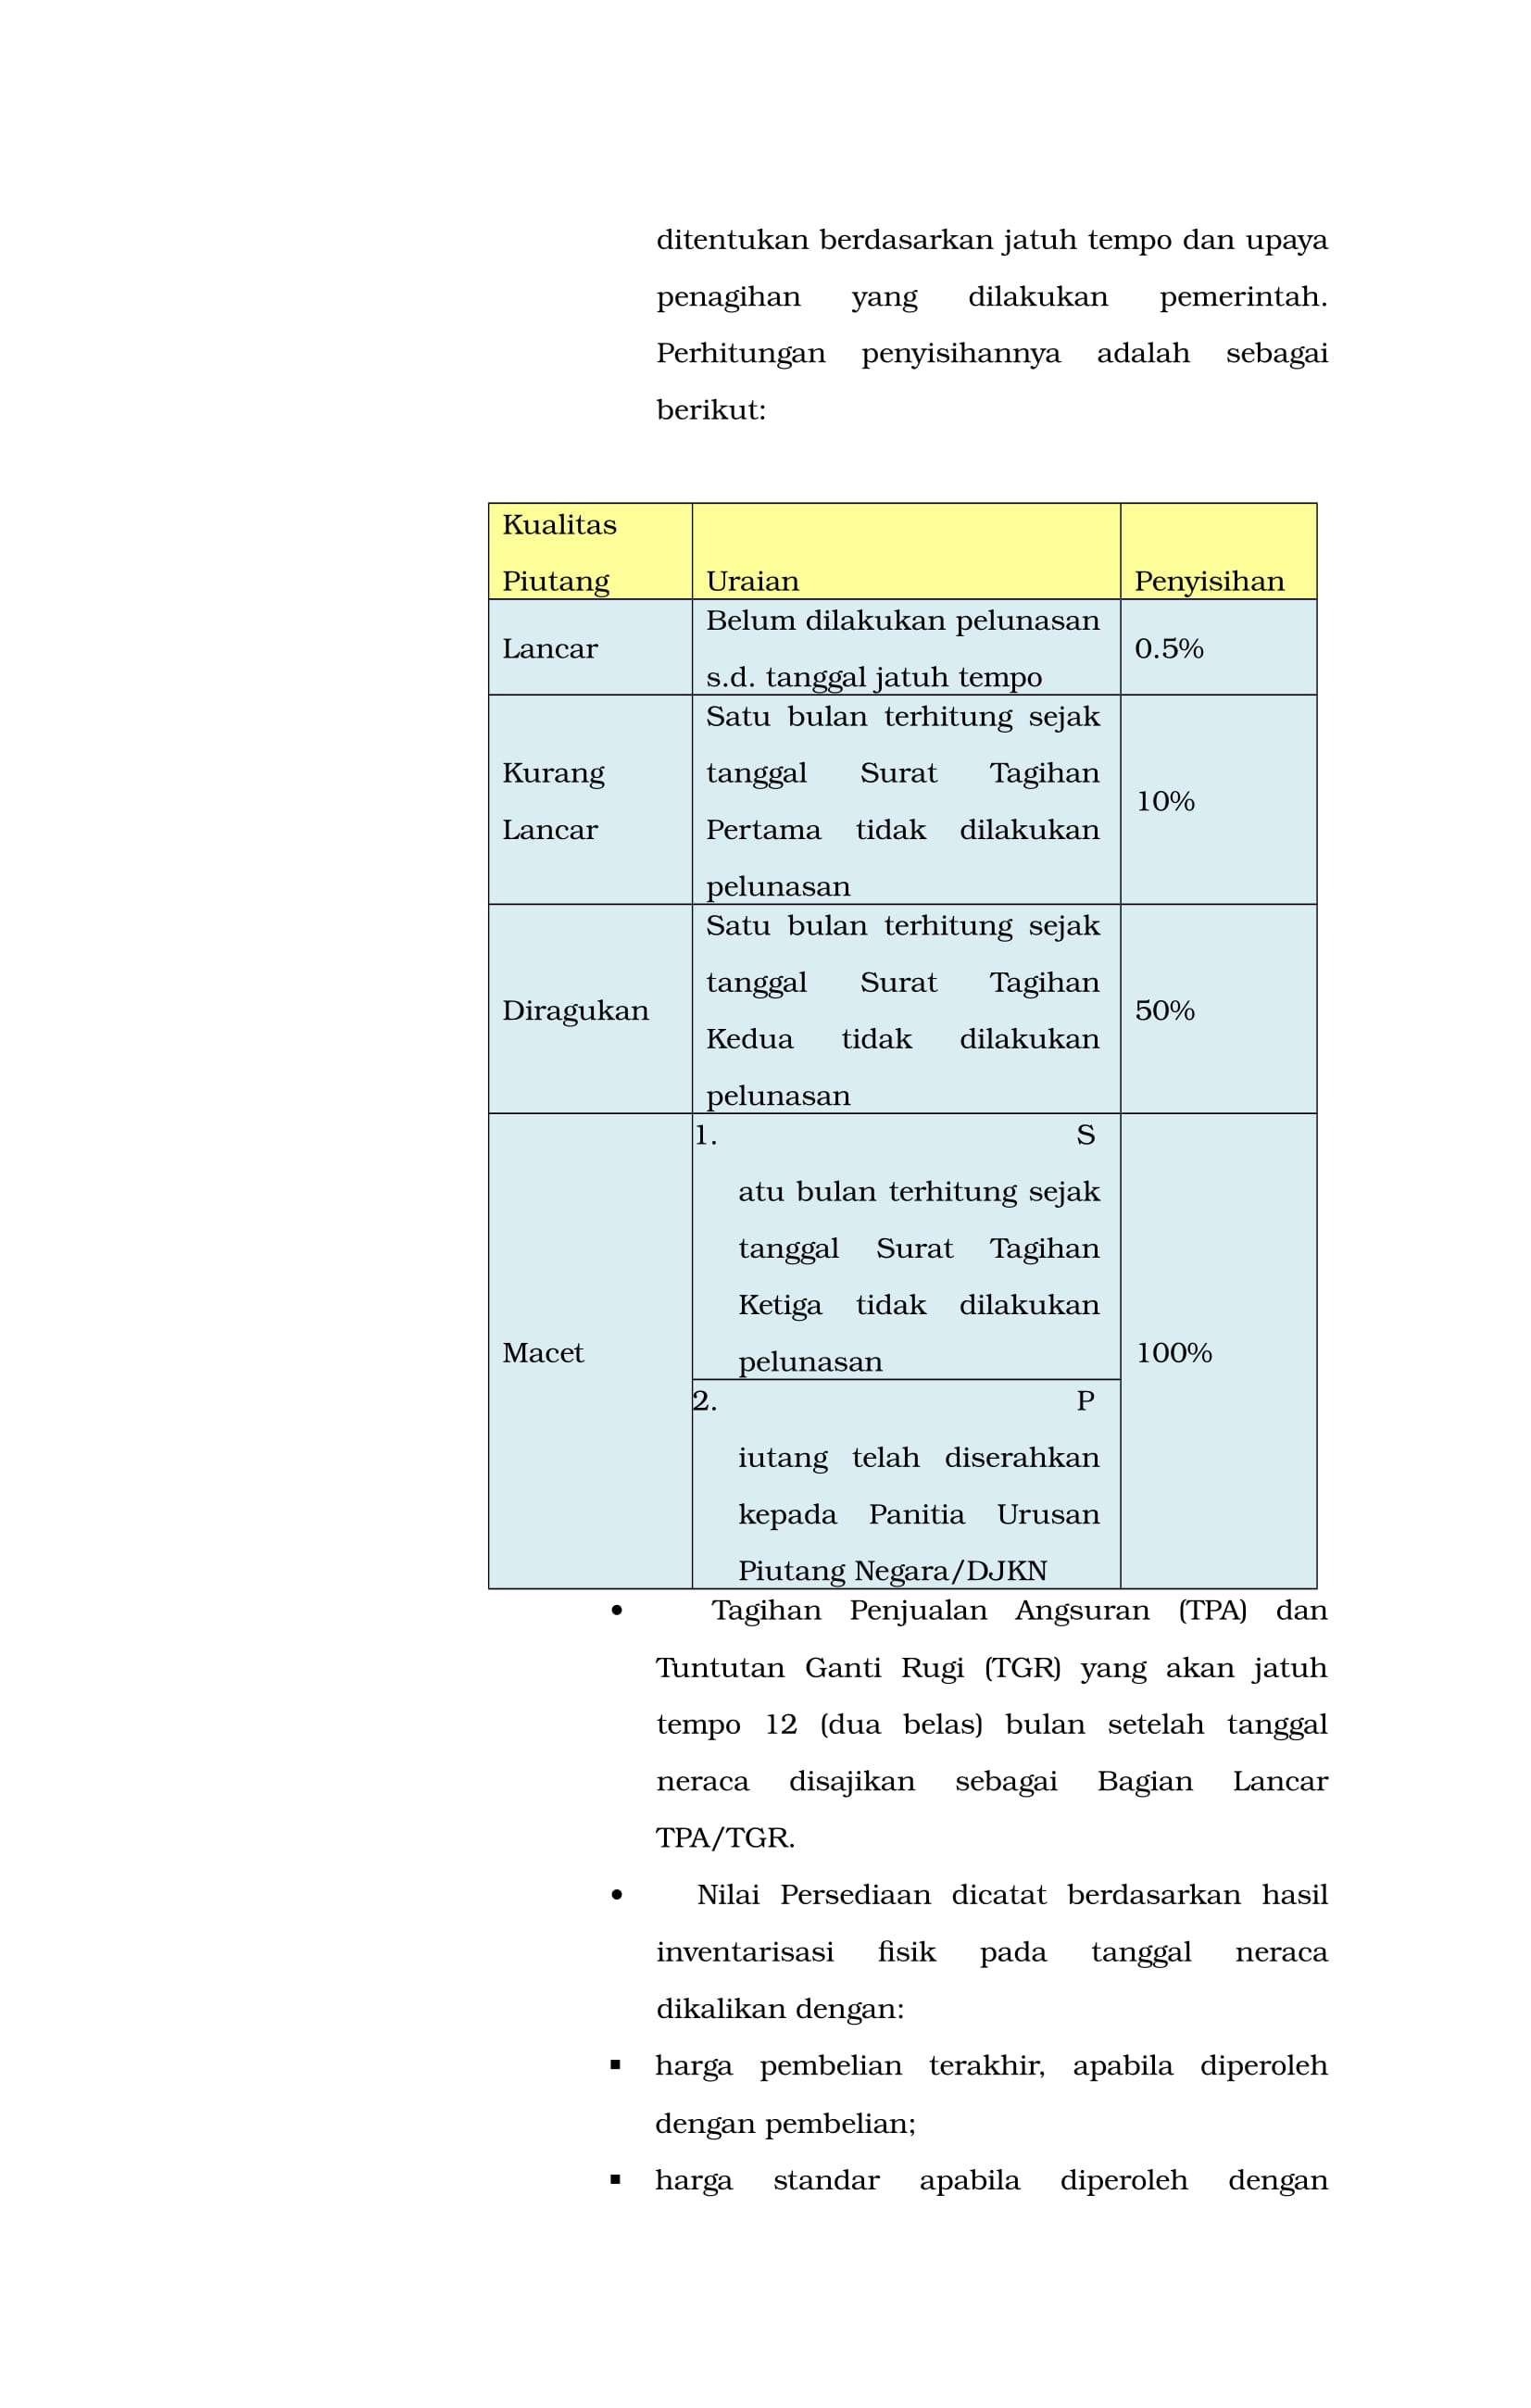 ditentukan berdasarkan jatuh tempo dan upaya
penagihan yang dilakukan pemerintah.
Perhitungan penyisihannya adalah sebagai
berikut:
Kualitas
Piutang
Uraian
Penyisihan
Lancar
Belum dilakukan pelunasan
s.d. tanggal jatuh tempo
0.5%
Kurang
Lancar
Satu bulan terhitung sejak
tanggal Surat Tagihan
Pertama tidak dilakukan
pelunasan
10%
Diragukan
Satu bulan terhitung sejak
tanggal Surat Tagihan
Kedua tidak dilakukan
pelunasan
50%
Macet
1. S
atu bulan terhitung sejak
tanggal Surat Tagihan
Ketiga tidak dilakukan
pelunasan
2. P
iutang telah diserahkan
kepada Panitia Urusan
Piutang Negara/DJKN
100%
• Tagihan Penjualan Angsuran (TPA) dan
Tuntutan Ganti Rugi (TGR) yang akan jatuh
tempo 12 (dua belas) bulan setelah tanggal
neraca disajikan sebagai Bagian Lancar
TPA/TGR.
• Nilai Persediaan dicatat berdasarkan hasil
inventarisasi fisik pada tanggal neraca
dikalikan dengan:
▪ harga pembelian terakhir, apabila diperoleh
dengan pembelian;
▪ harga standar apabila diperoleh dengan